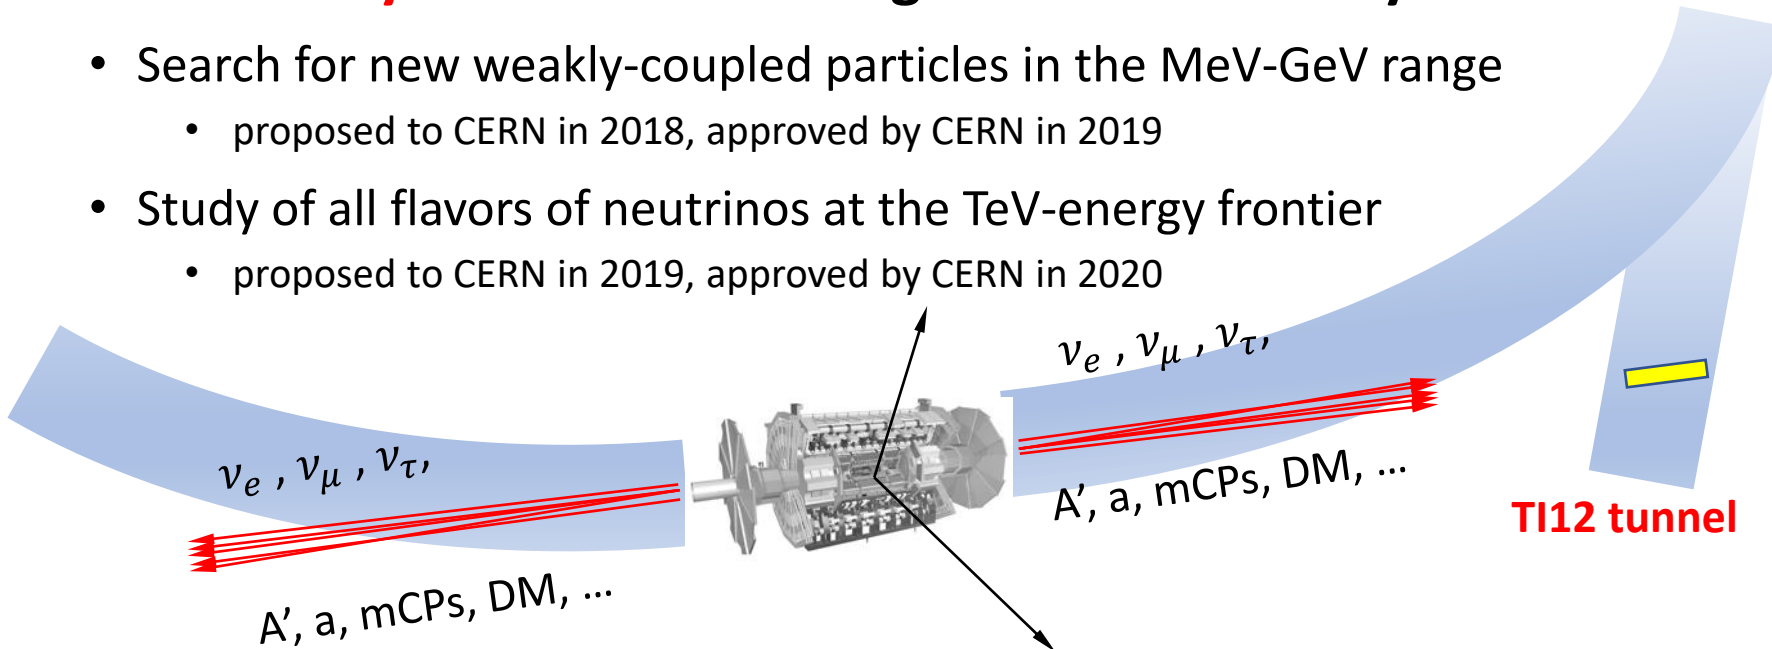 • Search for new weakly-coupled particles in the MeV-GeV range
• proposed to CERN in 2018, approved by CERN in 2019
• Study of all flavors of neutrinos at the TeV-energy frontier
• proposed to CERN in 2019, approved by CERN in 2020
νe , νμ , ντ,
νe , νμ , ντ,
A’, a, mCPs, DM, …
TI12 tunnel
A’, a, mCPs, DM, …